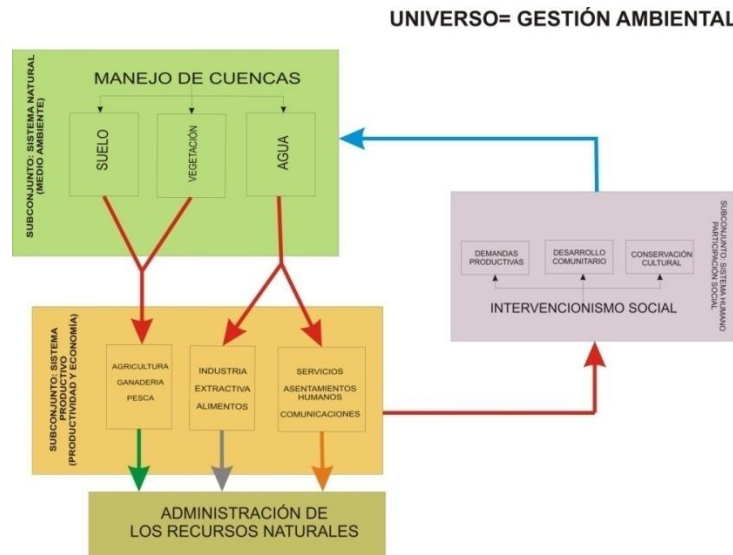 UNIVERSO= GESTIÓN AMBIENTAL
SUBCONJUNTO: SISTEMA NATURAL
(MEDIO AMBIENTE)
MANEJO DE CUENCAS
SUELO
VEGETACIÓN
AGUA
SUBCONJUNTO: SISTEMA HUMANO
PARTICIPACIÓN SOCIAL
DEMANDAS
PRODUCTIVAS
DESARROLLO
COMUNITARIO
CONSERVACIÓN
CULTURAL
INTERVENCIONISMO SOCIAL
SUBCONJUNTO: SISTEMA
PRODUCTIVO
(PRODUCTIVIDAD Y ECONOMÍA)
AGRICULTURA
GANADERIA
PESCA
INDUSTRIA
EXTRACTIVA
ALIMENTOS
SERVICIOS
ASENTAMIENTOS
HUMANOS
COMUNICACIONES
ADMINISTRACIÓN DE
LOS RECURSOS NATURALES